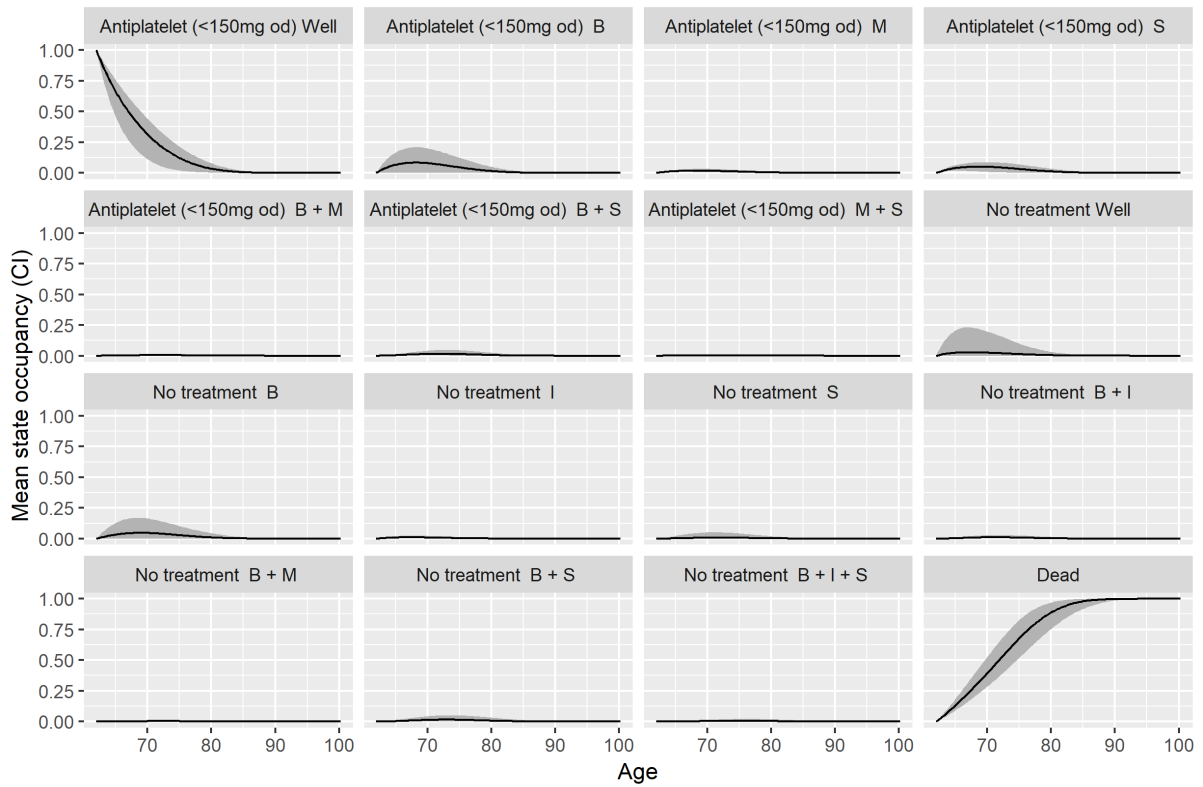 Antiplatelet (<150mg od) Well
Antiplatelet (<150mg od)  B
Antiplatelet (<150mg od)  M
Antiplatelet (<150mg od)  S
1.00
0.75
0.50
0.25
0.00
Antiplatelet (<150mg od)  B + M
Antiplatelet (<150mg od)  B + S
Antiplatelet (<150mg od)  M + S
No treatment Well
1.00
0.75
0.50
0.25
0.00
No treatment  B
No treatment  I
No treatment  S
No treatment  B + I
1.00
0.75
0.50
0.25
0.00
No treatment  B + M
No treatment  B + S
No treatment  B + I + S
Dead
1.00
0.75
0.50
0.25
0.00
70 80 90 100
70 80 90 100
70 80 90 100
70 80 90 100
Age
Mean state occupancy (CI)